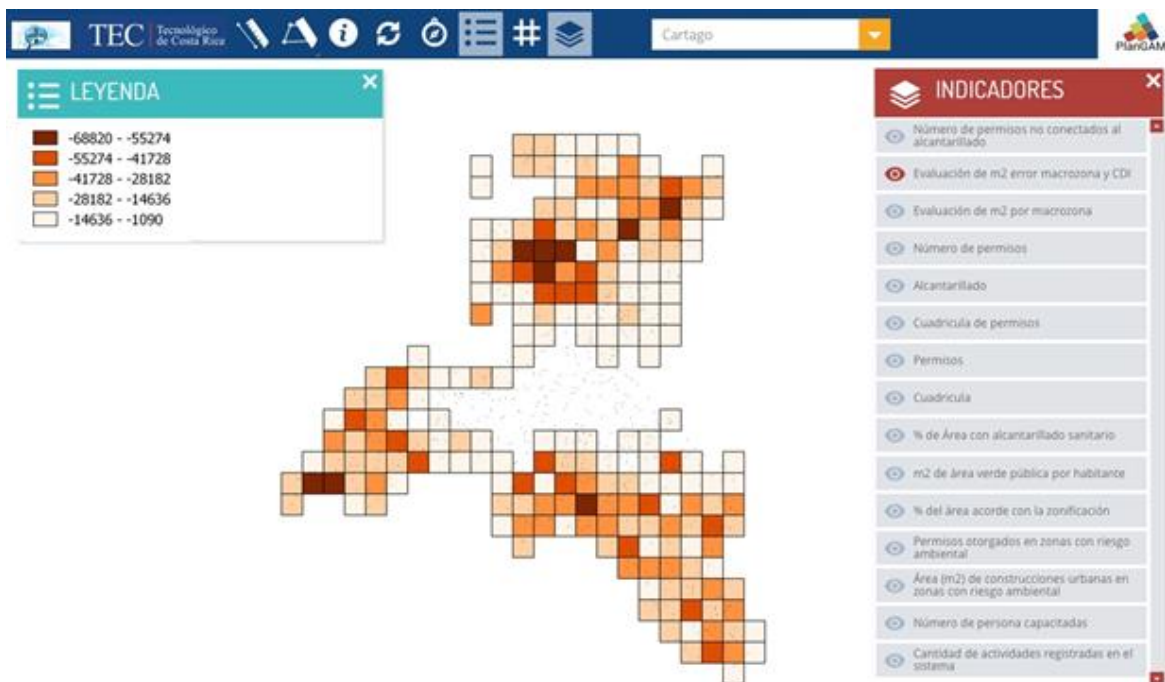 TEC Tecnológico
de Costa Rica
Cartago
PlanGAM
LEYENDA
-68820 - -55274
-55274 - -41728
-41728 - -28182
-28182 - -14636
-14636 - -1090
INDICADORES
Número de permisos no conectados al
alcantarillado
Evaluación de m2 error macrozona y CDI
Evaluación de m2 por macrozona
Número de permisos
Alcantarillado
Cuadricula de permisos
Permisos
Cuadricula
% de Área con alcantarillado sanitario
m2 de área verde pública por habitante
% del área acorde con la zonificación
Permisos otorgados en zonas con riesgo
ambiental
Área (m2) de construcciones urbanas en
zonas con riesgo ambiental
Número de persona capacitadas
Cantidad de actividades registradas en el
sistema